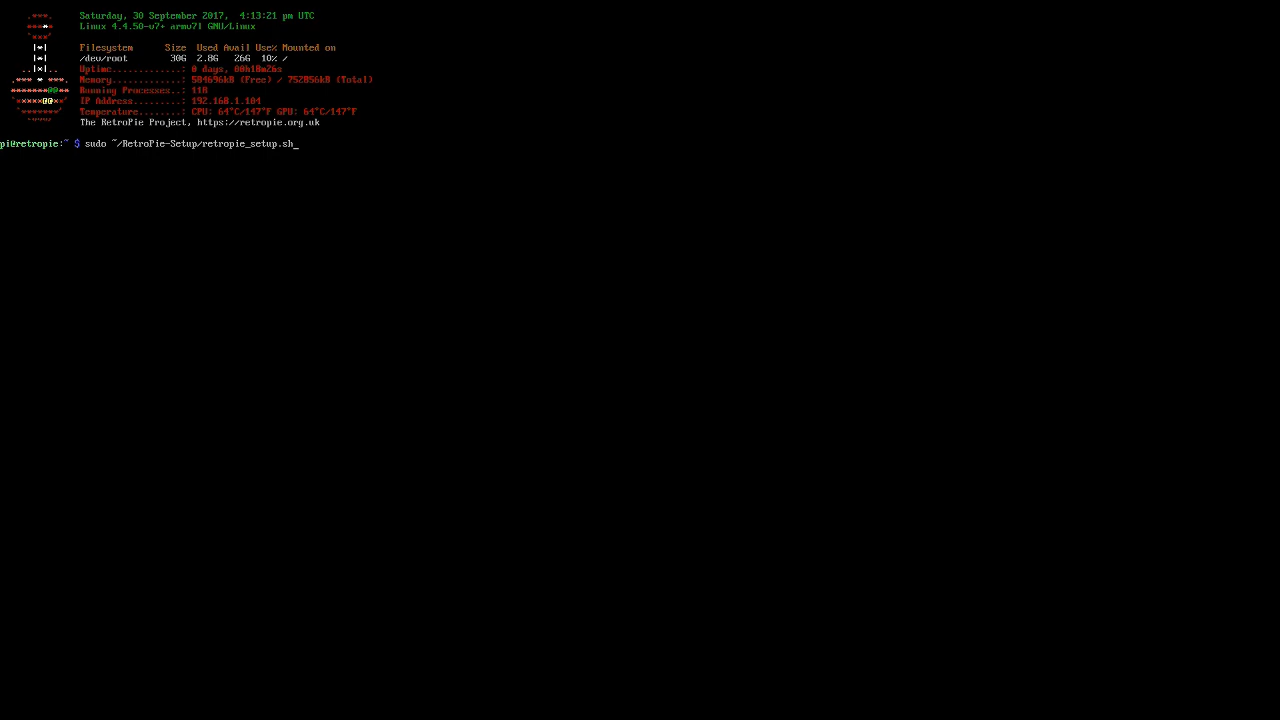 Saturday, 30 September 2017, 4:13:21 pm UTC
Linux 4.4.50-v7+ armv7l GNU/Linux
Filesystem Size Used Avail Use% Mounted on
/dev/root 30G 2.8G 26G 10% /
Uptime.............: 0 days, 00h18m26s
Memory.............: 584696kB (Free) / 752856kB (Total)
Running Processes..: 118
IP Address.........: 192.168.1.104
Temperature........: CPU: 64°C/147°F GPU: 64°C/147°F
The RetroPie Project, https://retropie.org.uk
pi@retropie:~ $ sudo ~/RetroPie-Setup/retropie_setup.sh_